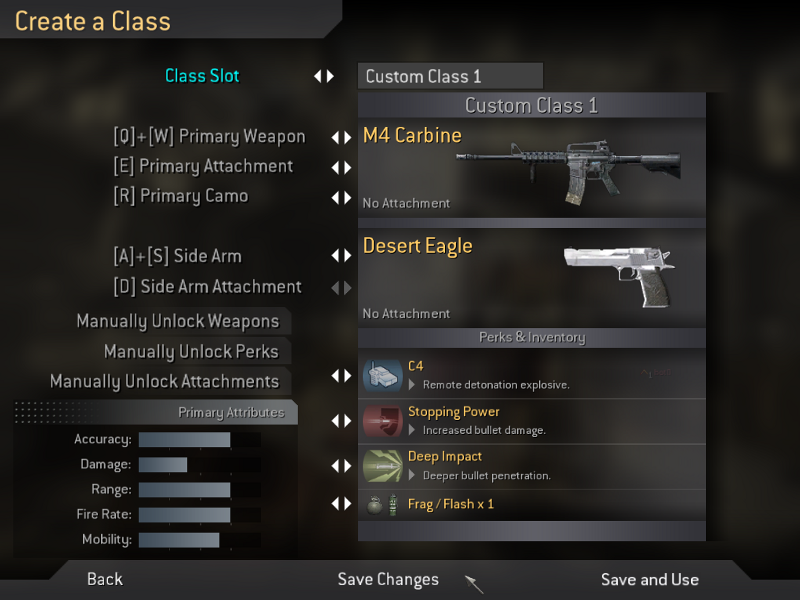 Create a Class
Class Slot
Custom Class 1
Custom Class 1
[Q]+[W] Primary Weapon
M4 Carbine
[E] Primary Attachment
[R] Primary Camo
No Attachment
[A]+[S] Side Arm
Desert Eagle
[D] Side Arm Attachment
No Attachment
Manually Unlock Weapons
Perks & Inventory
Manually Unlock Perks
Manually Unlock Attachments
C4
Remote detonation explosive.
Primary Attributes
Stopping Power
Increased bullet damage.
Accuracy:
Damage:
Deep Impact
Deeper bullet penetration.
Range:
Frag / Flash x 1
Fire Rate:
Mobility:
Back
Save Changes
Save and Use